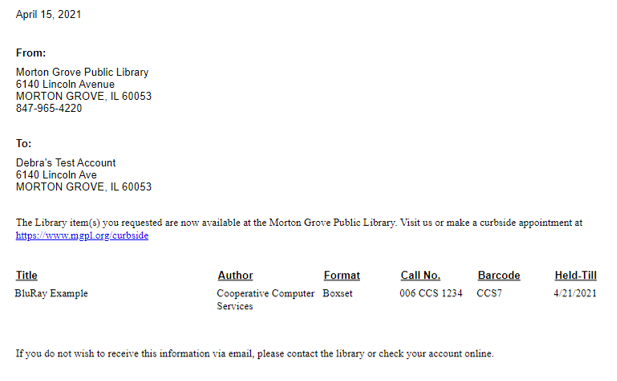 April 15, 2021
From:
Morton Grove Public Library
6140 Lincoln Avenue
MORTON GROVE, IL 60053
847-965-4220
To:
Debra's Test Account
6140 Lincoln Ave
MORTON GROVE, IL 60053
The Library item(s) you requested are now available at the Morton Grove Public Library. Visit us or make a curbside appointment at
https://www.mgpl.org/curbside
Title Author Format Call No. Barcode Held-Till
BluRay Example Cooperative Computer Boxset 006 CCS 1234 CCS7 4/21/2021
Services
If you do not wish to receive this information via email, please contact the library or check your account online.